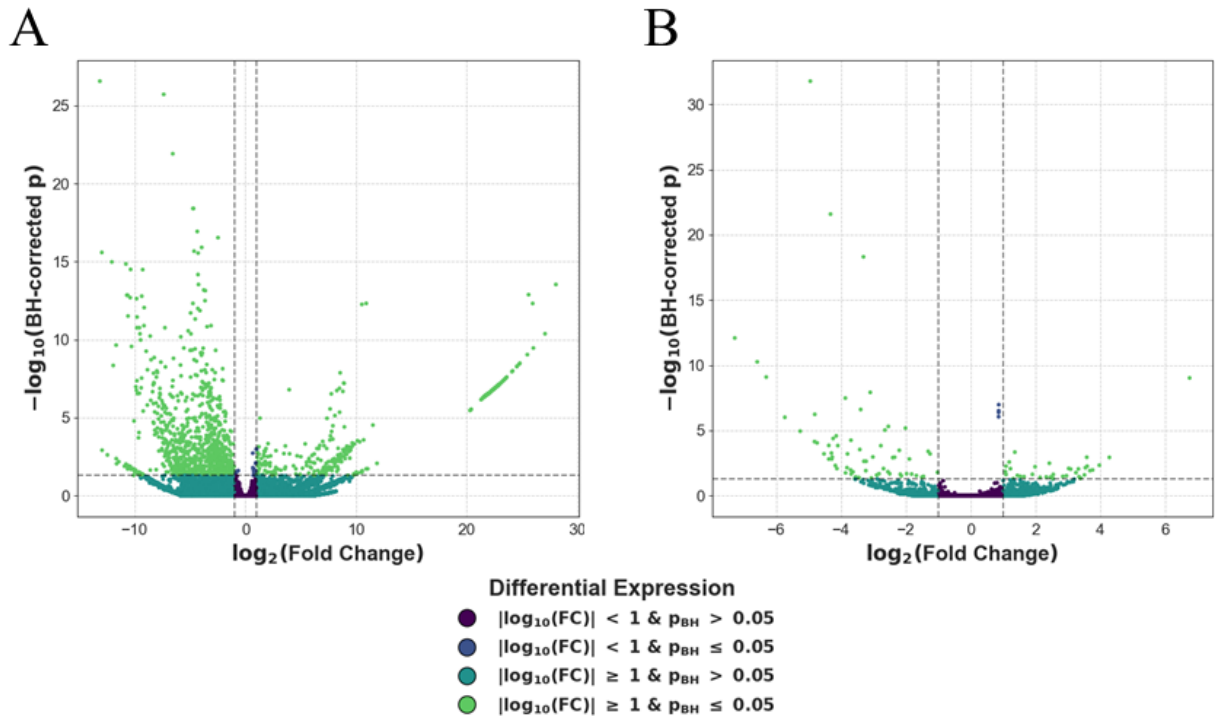 A
B
−log₁₀(BH-corrected p)
25
20
15
10
5
0
−10
0
10
20
30
log₂(Fold Change)
−log₁₀(BH-corrected p)
30
25
20
15
10
5
0
−6
−4
−2
0
2
4
6
log₂(Fold Change)
Differential Expression
|log₁₀(FC)| < 1 & p_BH > 0.05
|log₁₀(FC)| < 1 & p_BH ≤ 0.05
|log₁₀(FC)| ≥ 1 & p_BH > 0.05
|log₁₀(FC)| ≥ 1 & p_BH ≤ 0.05